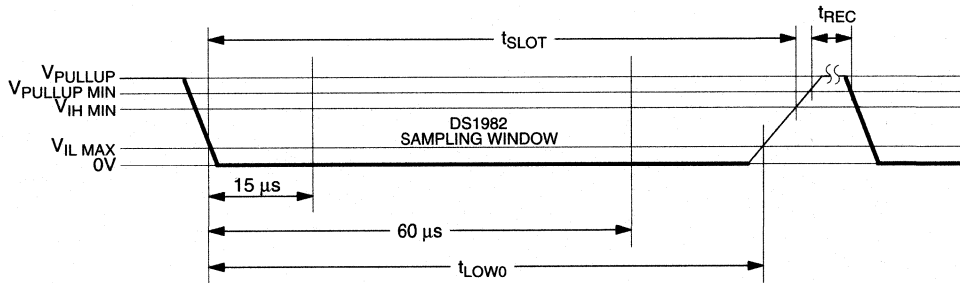 tREC
tSLOT
VPULLUP
VPULLUP MIN
VIH MIN
DS1982
SAMPLING WINDOW
VIL MAX
0V
15 µs
60 µs
tLOW0